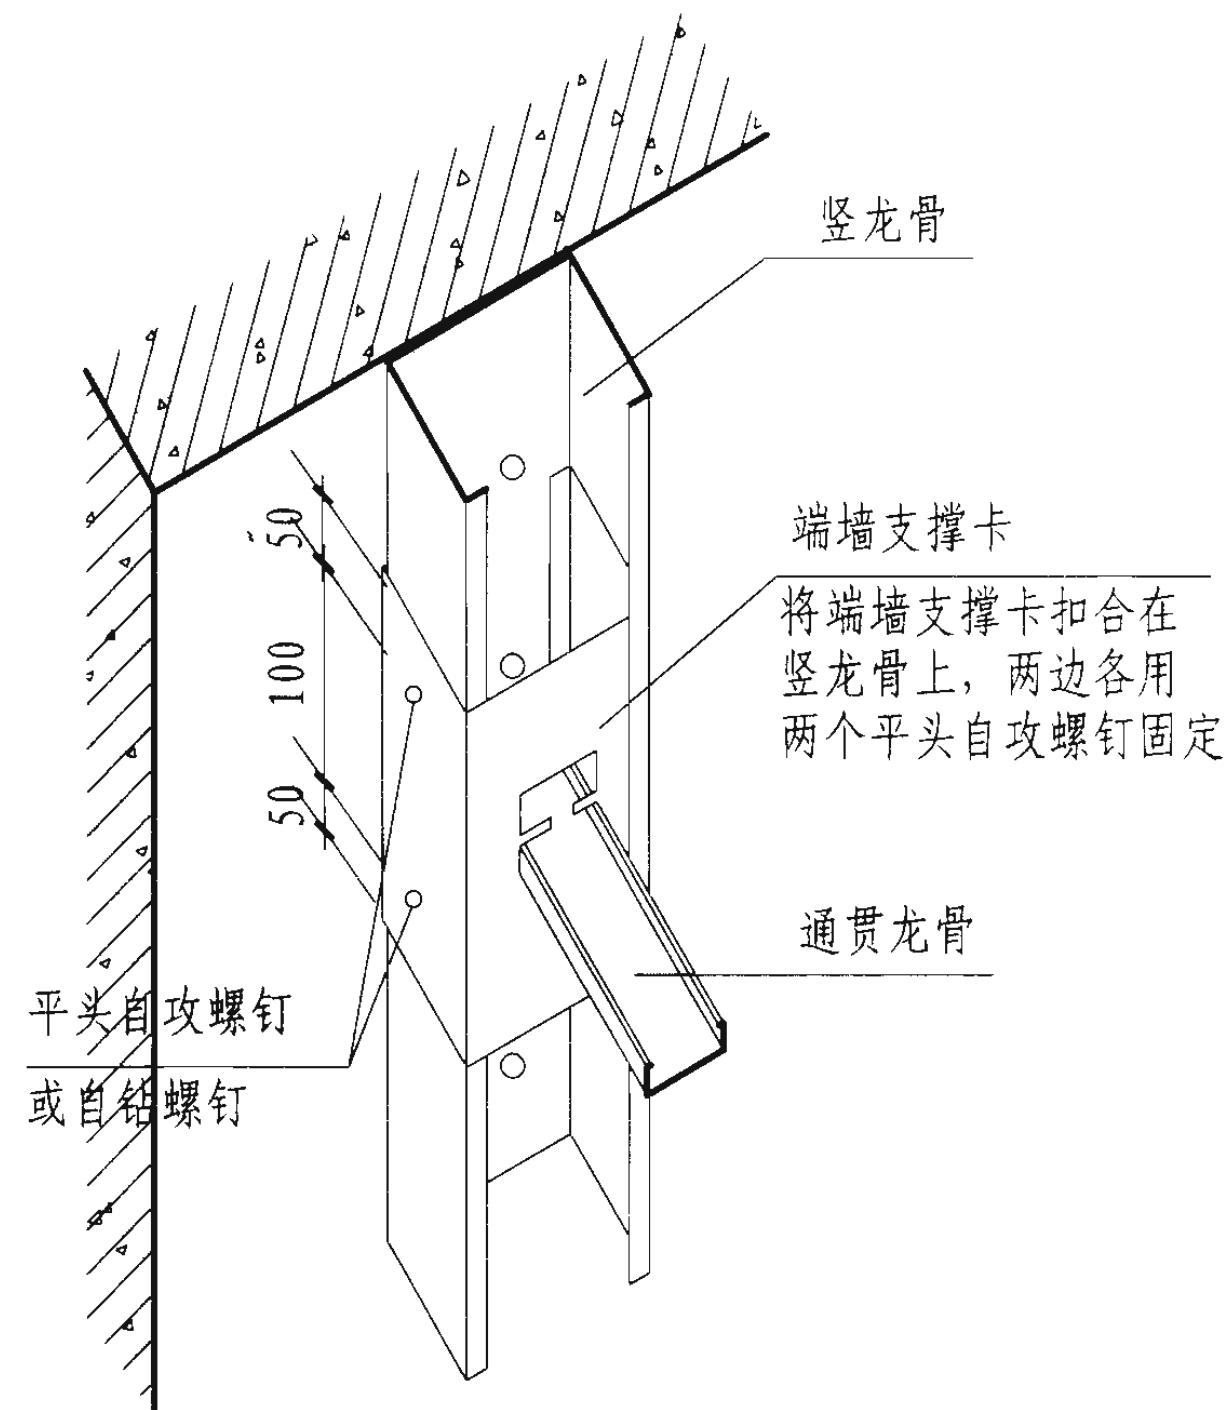 竖龙骨
端墙支撑卡
将端墙支撑卡扣合在
竖龙骨上，两边各用
两个平头自攻螺钉固定
50
100
50
通贯龙骨
平头自攻螺钉
或自钻螺钉